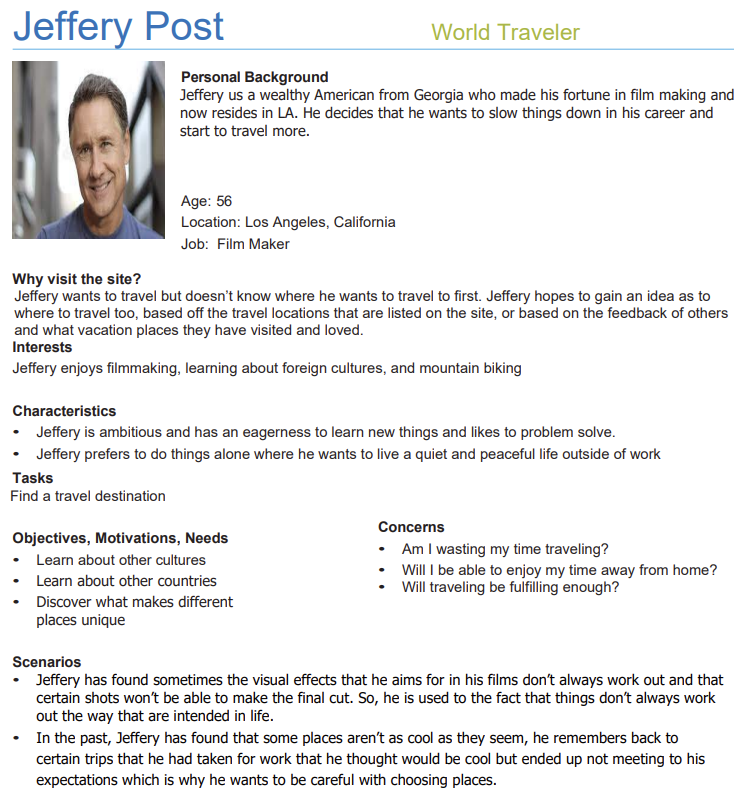 Jeffery Post
World Traveler
Personal Background
Jeffery us a wealthy American from Georgia who made his fortune in film making and
now resides in LA. He decides that he wants to slow things down in his career and
start to travel more.
Age: 56
Location: Los Angeles, California
Job:  Film Maker
Why visit the site?
Jeffery wants to travel but doesn’t know where he wants to travel to first. Jeffery hopes to gain an idea as to
where to travel too, based off the travel locations that are listed on the site, or based on the feedback of others
and what vacation places they have visited and loved.
Interests
Jeffery enjoys filmmaking, learning about foreign cultures, and mountain biking
Characteristics
• Jeffery is ambitious and has an eagerness to learn new things and likes to problem solve.
• Jeffery prefers to do things alone where he wants to live a quiet and peaceful life outside of work
Tasks
Find a travel destination
Objectives, Motivations, Needs
• Learn about other cultures
• Learn about other countries
• Discover what makes different
places unique
Concerns
• Am I wasting my time traveling?
• Will I be able to enjoy my time away from home?
• Will traveling be fulfilling enough?
Scenarios
• Jeffery has found sometimes the visual effects that he aims for in his films don’t always work out and that
certain shots won’t be able to make the final cut. So, he is used to the fact that things don’t always work
out the way that are intended in life.
• In the past, Jeffery has found that some places aren’t as cool as they seem, he remembers back to
certain trips that he had taken for work that he thought would be cool but ended up not meeting to his
expectations which is why he wants to be careful with choosing places.